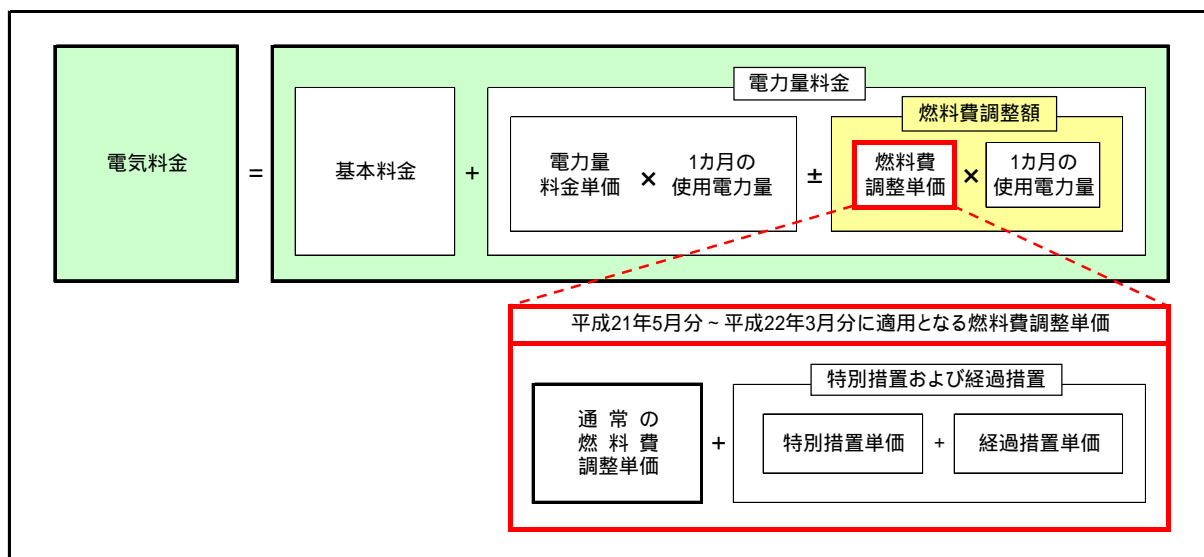 電力量料金
燃料費調整額
電気料金
=
基本料金
+
電力量
料金単価
×
1カ月の
使用電力量
±
燃料費
調整単価
×
1カ月の
使用電力量
平成21年5月分~平成22年3月分に適用となる燃料費調整単価
特別措置および経過措置
通常の
燃料費
調整単価
+
特別措置単価
+
経過措置単価